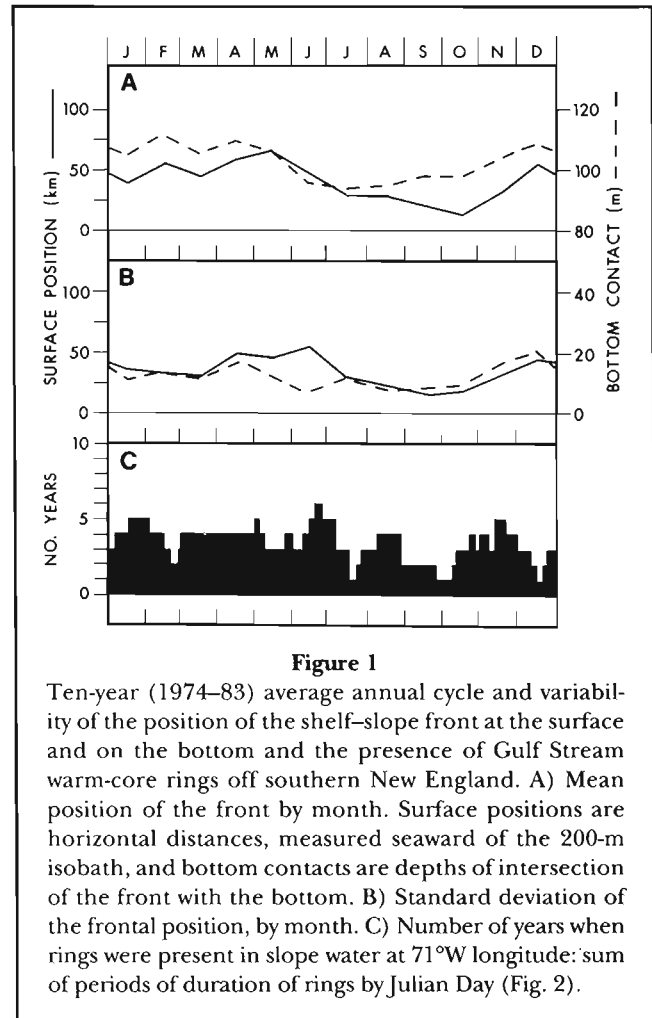 J F M A M J J A S O N D
A
100
50
0
SURFACE POSITION (km)
120
100
80
BOTTOM CONTACT (m)
B
100
50
0
40
20
0
C
10
5
0
NO. YEARS
Figure 1
Ten-year (1974–83) average annual cycle and variabil-
ity of the position of the shelf–slope front at the surface
and on the bottom and the presence of Gulf Stream
warm-core rings off southern New England. A) Mean
position of the front by month. Surface positions are
horizontal distances, measured seaward of the 200-m
isobath, and bottom contacts are depths of intersection
of the front with the bottom. B) Standard deviation of
the frontal position, by month. C) Number of years when
rings were present in slope water at 71°W longitude: sum
of periods of duration of rings by Julian Day (Fig. 2).